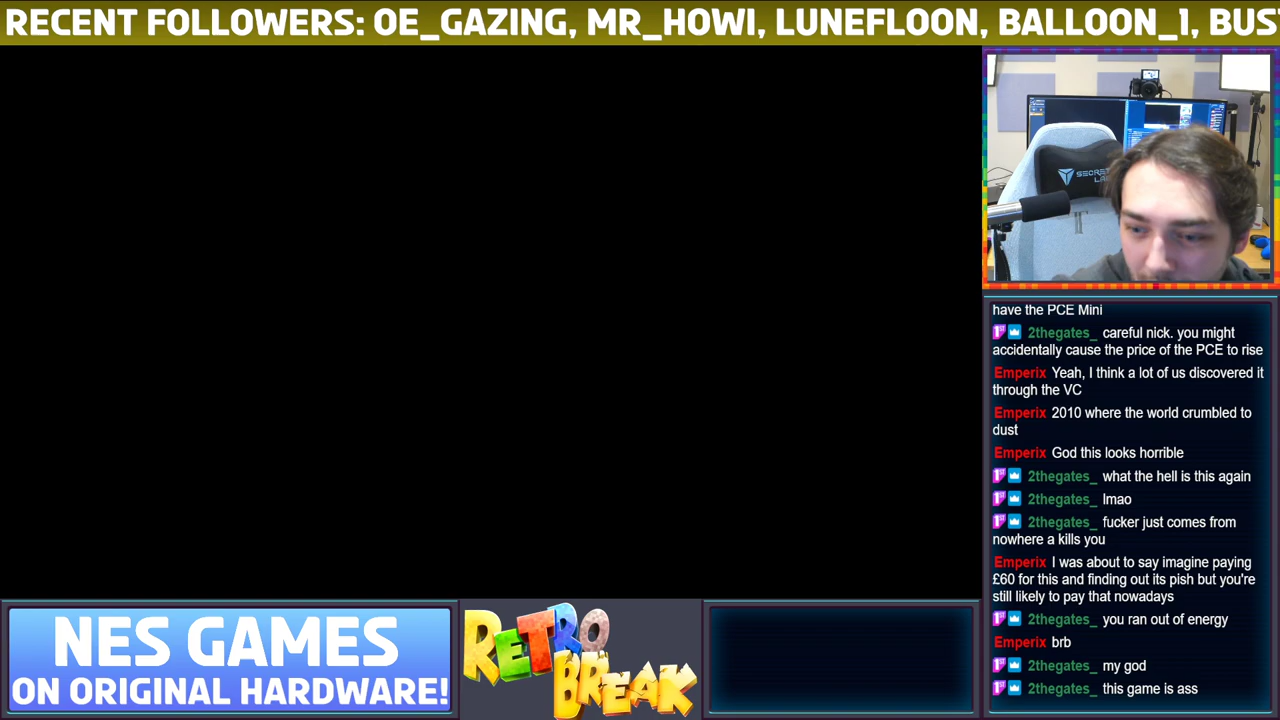 RECENT FOLLOWERS: OE_GAZING, MR_HOWI, LUNEFLOON, BALLOON_1, BUS
SECRET
LAB
have the PCE Mini
2thegates_ careful nick. you might
accidentally cause the price of the PCE to rise
Emperix Yeah, I think a lot of us discovered it
through the VC
Emperix 2010 where the world crumbled to
dust
Emperix God this looks horrible
2thegates_ what the hell is this again
2thegates_ lmao
2thegates_ fucker just comes from
nowhere a kills you
Emperix I was about to say imagine paying
£60 for this and finding out its pish but you're
still likely to pay that nowadays
2thegates_ you ran out of energy
Emperix brb
2thegates_ my god
2thegates_ this game is ass
NES GAMES
ON ORIGINAL HARDWARE!
RETRO
BREAK